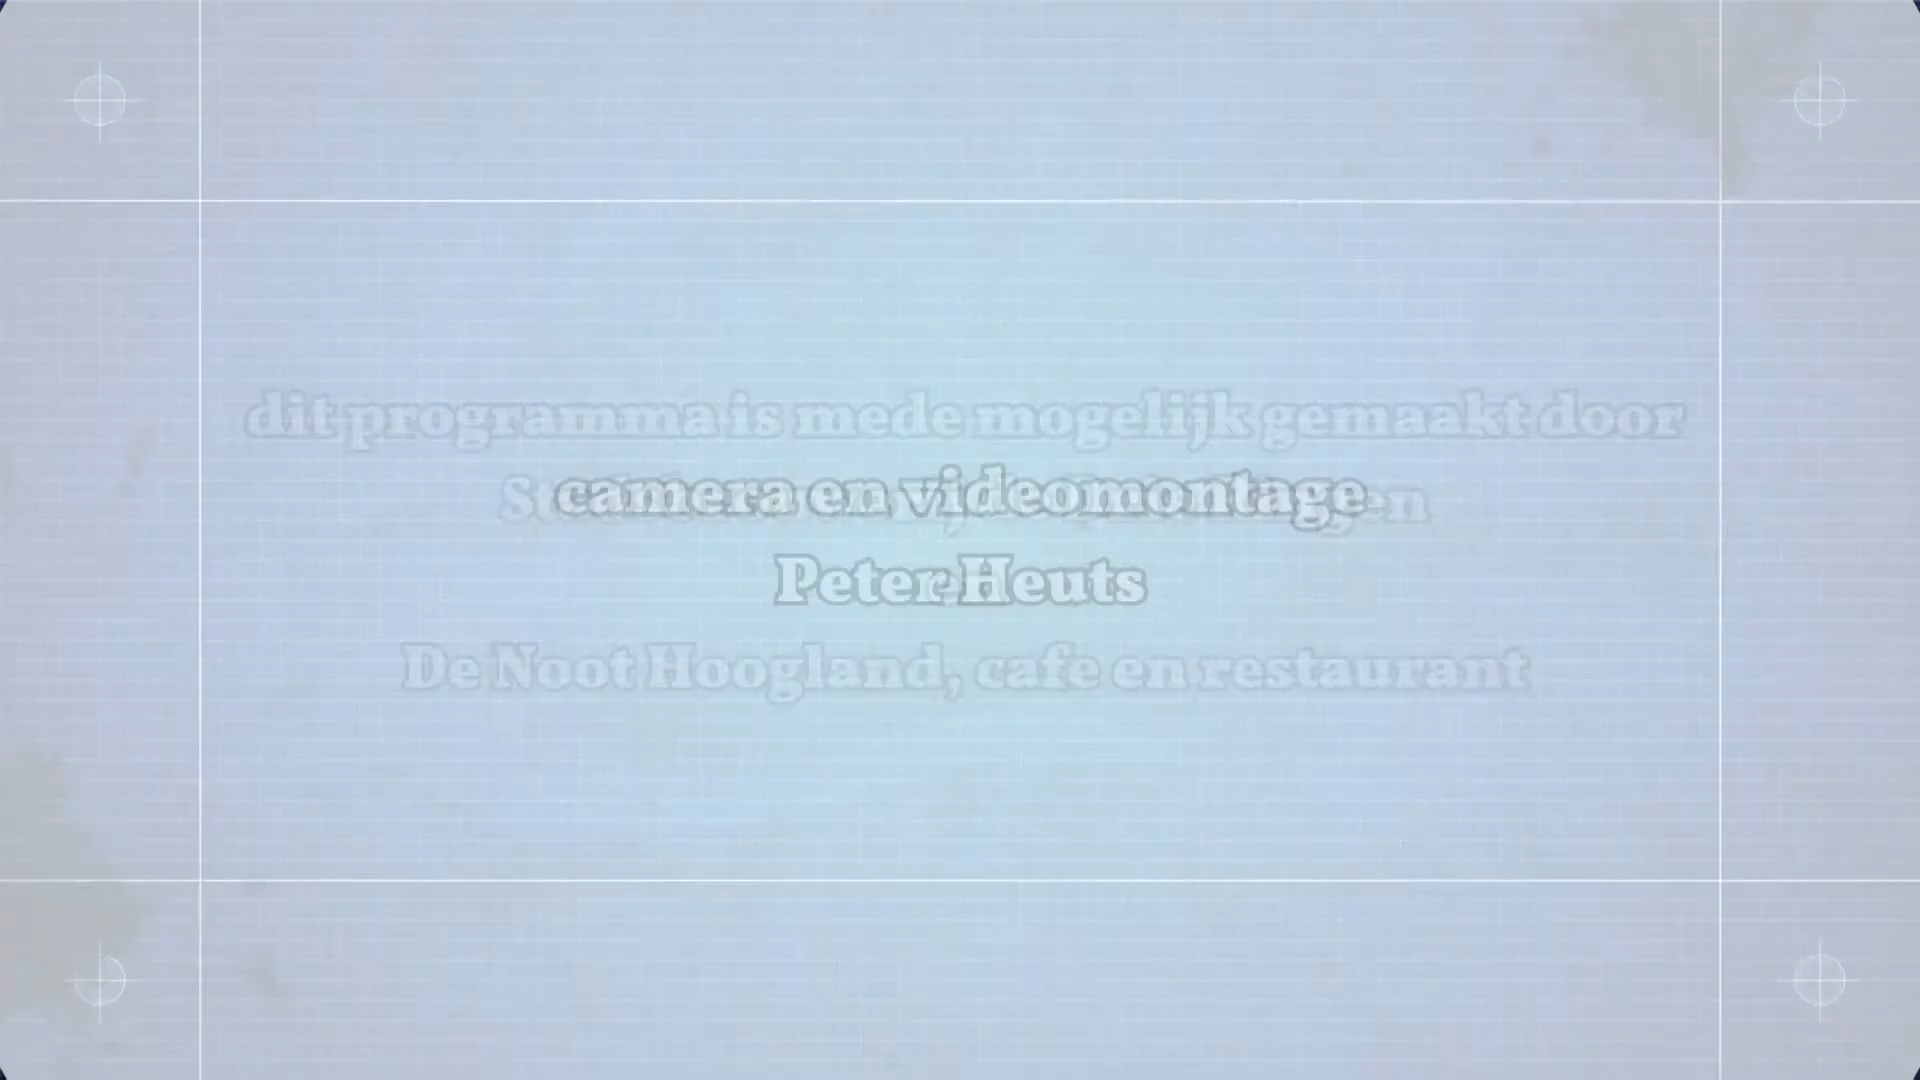 dit programma is mede mogelijk gemaakt door
camera en videomontage
Peter Heuts
De Noot Hoogland, cafe en restaurant